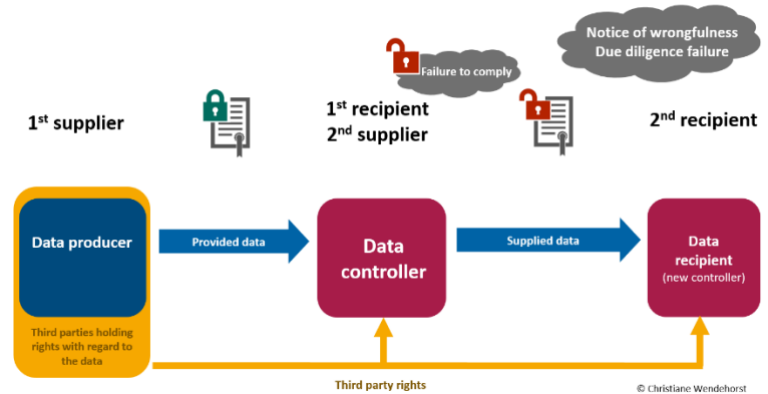 Notice of wrongfulness
Due diligence failure
Failure to comply
1st supplier
1st recipient
2nd supplier
2nd recipient
Data producer
Provided data
Data
controller
Supplied data
Data
recipient
(new controller)
Third parties holding
rights with regard to
the data
Third party rights
© Christiane Wendehorst